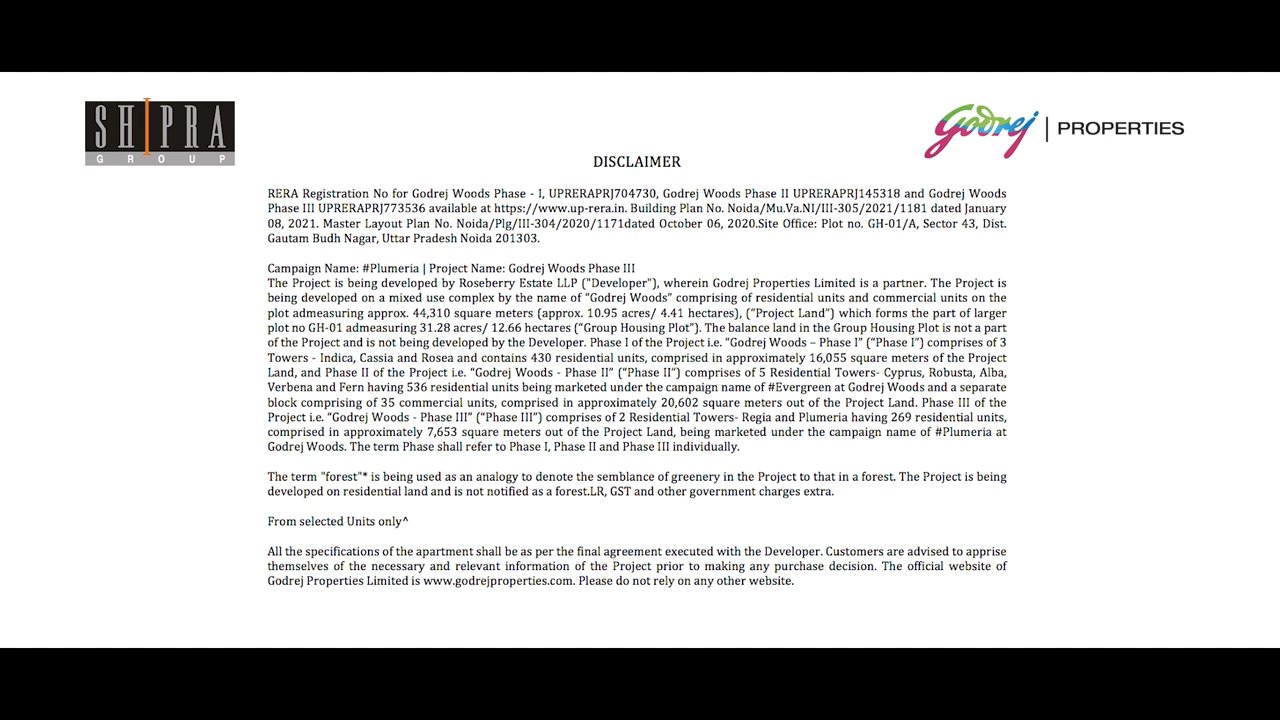 SHIPRA
GROUP
Godrej | PROPERTIES
DISCLAIMER
RERA Registration No for Godrej Woods Phase - I, UPRERAPRJ704730, Godrej Woods Phase II UPRERAPRJ145318 and Godrej Woods
Phase III UPRERAPRJ773536 available at https://www.up-rera.in. Building Plan No. Noida/Mu.Va.NI/III-305/2021/1181 dated January
08, 2021. Master Layout Plan No. Noida/Plg/III-304/2020/1171dated October 06, 2020.Site Office: Plot no. GH-01/A, Sector 43, Dist.
Gautam Budh Nagar, Uttar Pradesh Noida 201303.
Campaign Name: #Plumeria | Project Name: Godrej Woods Phase III
The Project is being developed by Roseberry Estate LLP ("Developer"), wherein Godrej Properties Limited is a partner. The Project is
being developed on a mixed use complex by the name of “Godrej Woods” comprising of residential units and commercial units on the
plot admeasuring approx. 44,310 square meters (approx. 10.95 acres/ 4.41 hectares), (“Project Land”) which forms the part of larger
plot no GH-01 admeasuring 31.28 acres/ 12.66 hectares (“Group Housing Plot”). The balance land in the Group Housing Plot is not a part
of the Project and is not being developed by the Developer. Phase I of the Project i.e. “Godrej Woods – Phase I” (“Phase I”) comprises of 3
Towers - Indica, Cassia and Rosea and contains 430 residential units, comprised in approximately 16,055 square meters of the Project
Land, and Phase II of the Project i.e. “Godrej Woods - Phase II” (“Phase II”) comprises of 5 Residential Towers- Cyprus, Robusta, Alba,
Verbena and Fern having 536 residential units being marketed under the campaign name of #Evergreen at Godrej Woods and a separate
block comprising of 35 commercial units, comprised in approximately 20,602 square meters out of the Project Land. Phase III of the
Project i.e. “Godrej Woods - Phase III” (“Phase III”) comprises of 2 Residential Towers- Regia and Plumeria having 269 residential units,
comprised in approximately 7,653 square meters out of the Project Land, being marketed under the campaign name of #Plumeria at
Godrej Woods. The term Phase shall refer to Phase I, Phase II and Phase III individually.
The term "forest"* is being used as an analogy to denote the semblance of greenery in the Project to that in a forest. The Project is being
developed on residential land and is not notified as a forest.LR, GST and other government charges extra.
From selected Units only^
All the specifications of the apartment shall be as per the final agreement executed with the Developer. Customers are advised to apprise
themselves of the necessary and relevant information of the Project prior to making any purchase decision. The official website of
Godrej Properties Limited is www.godrejproperties.com. Please do not rely on any other website.